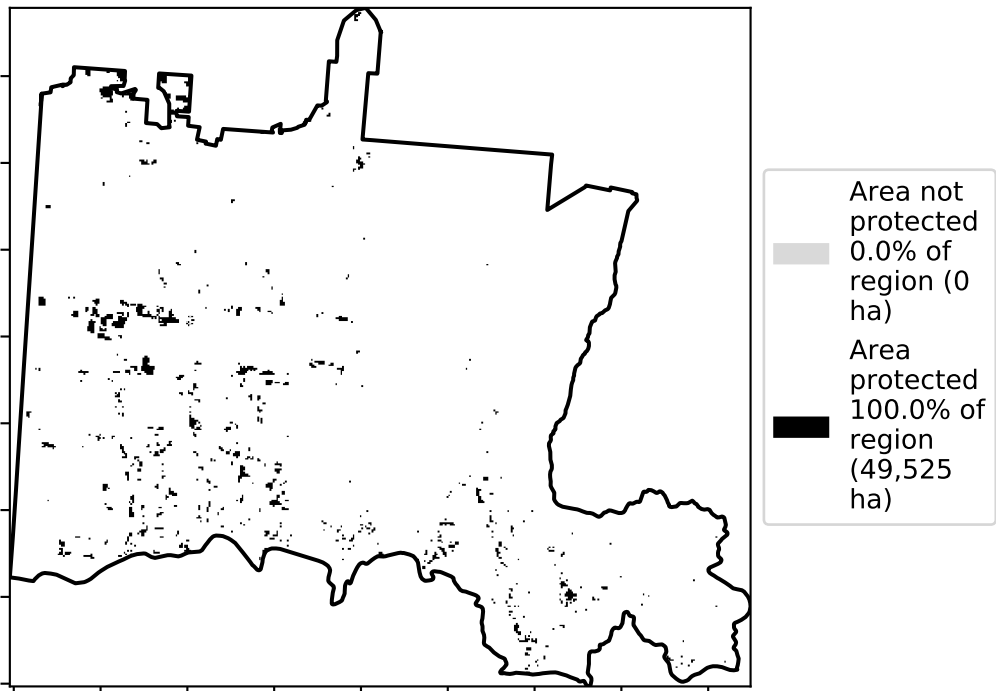 Area not
protected
0.0% of
region (0
ha)
Area
protected
100.0% of
region
(49,525
ha)